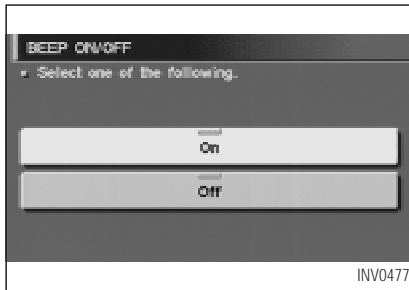 BEEP ON/OFF
Select one of the following.
On
Off
INV0477